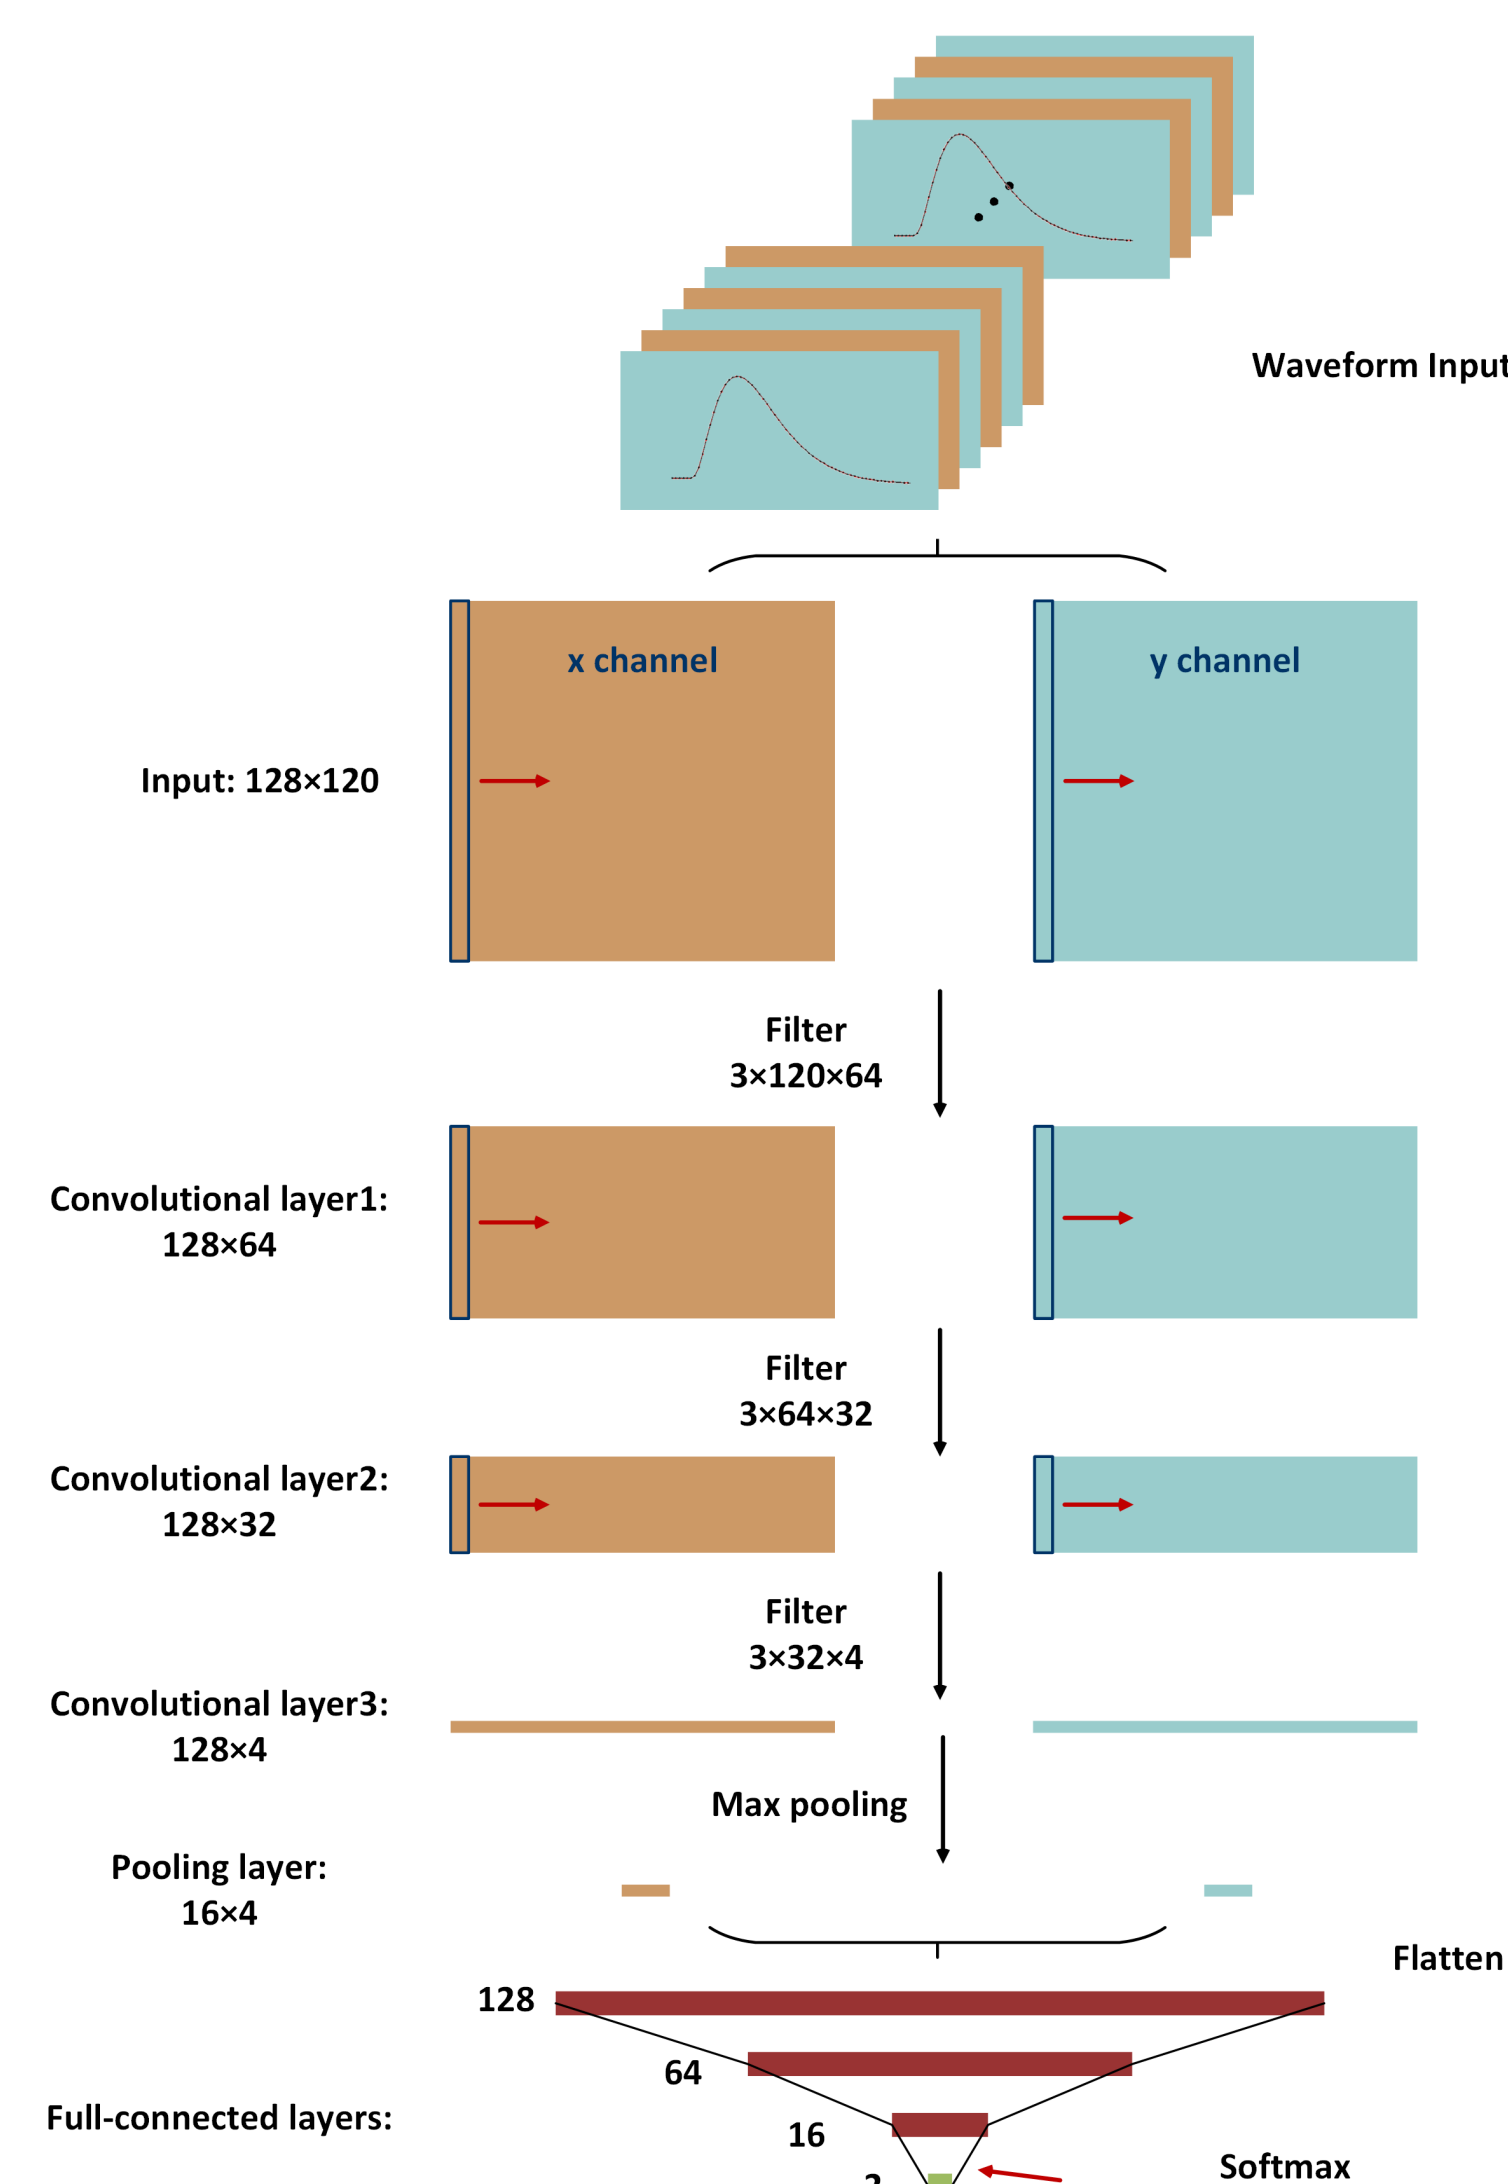 Waveform Input
x channel
y channel
Input: 128×120
Filter
3×120×64
Convolutional layer1:
128×64
Filter
3×64×32
Convolutional layer2:
128×32
Filter
3×32×4
Convolutional layer3:
128×4
Max pooling
Pooling layer:
16×4
Flatten
128
64
Full-connected layers:
16
Softmax